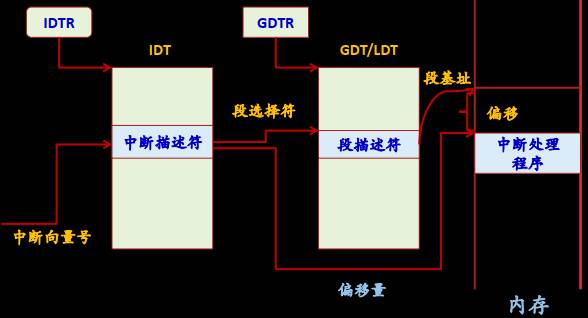 IDTR
GDTR
IDT
GDT/LDT
段基址
段选择符
偏移
中断描述符
段描述符
中断处理
程序
中断向量号
偏移量
内存